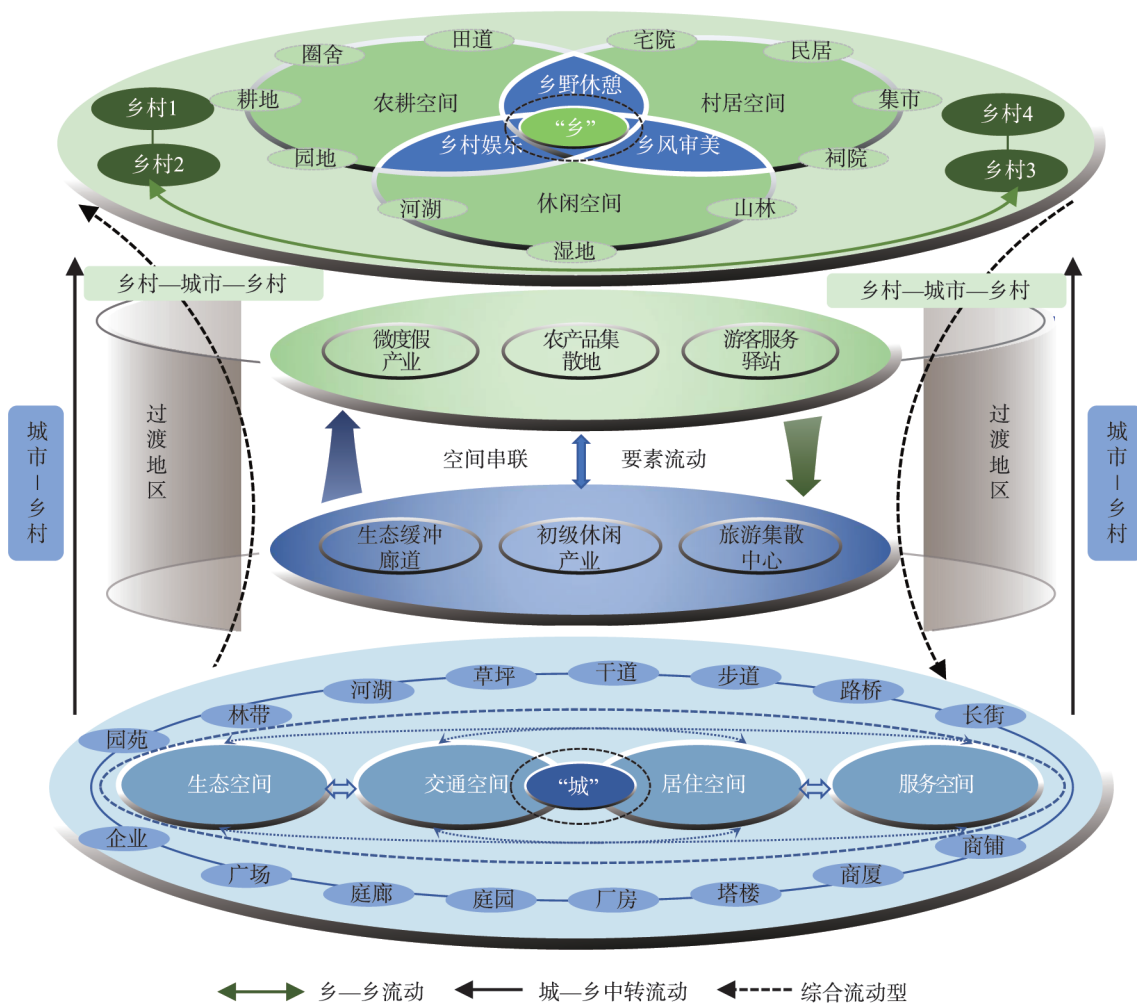 田道
宅院
圈舍
民居
乡野休憩
耕地
农耕空间
村居空间
集市
乡村1
乡村4
“乡”
乡村娱乐
乡风审美
园地
祠院
乡村2
乡村3
河湖
休闲空间
山林
湿地
乡村—城市—乡村
乡村—城市—乡村
微度假
产业
农产品集
散地
游客服务
驿站
城市－乡村
过渡地区
空间串联
要素流动
过渡地区
城市－乡村
生态缓冲
廊道
初级休闲
产业
旅游集散
中心
草坪
干道
步道
河湖
路桥
林带
长街
园苑
生态空间
交通空间
“城”
居住空间
服务空间
企业
商铺
广场
商厦
庭廊
庭园
厂房
塔楼
乡—乡流动
城—乡中转流动
综合流动型